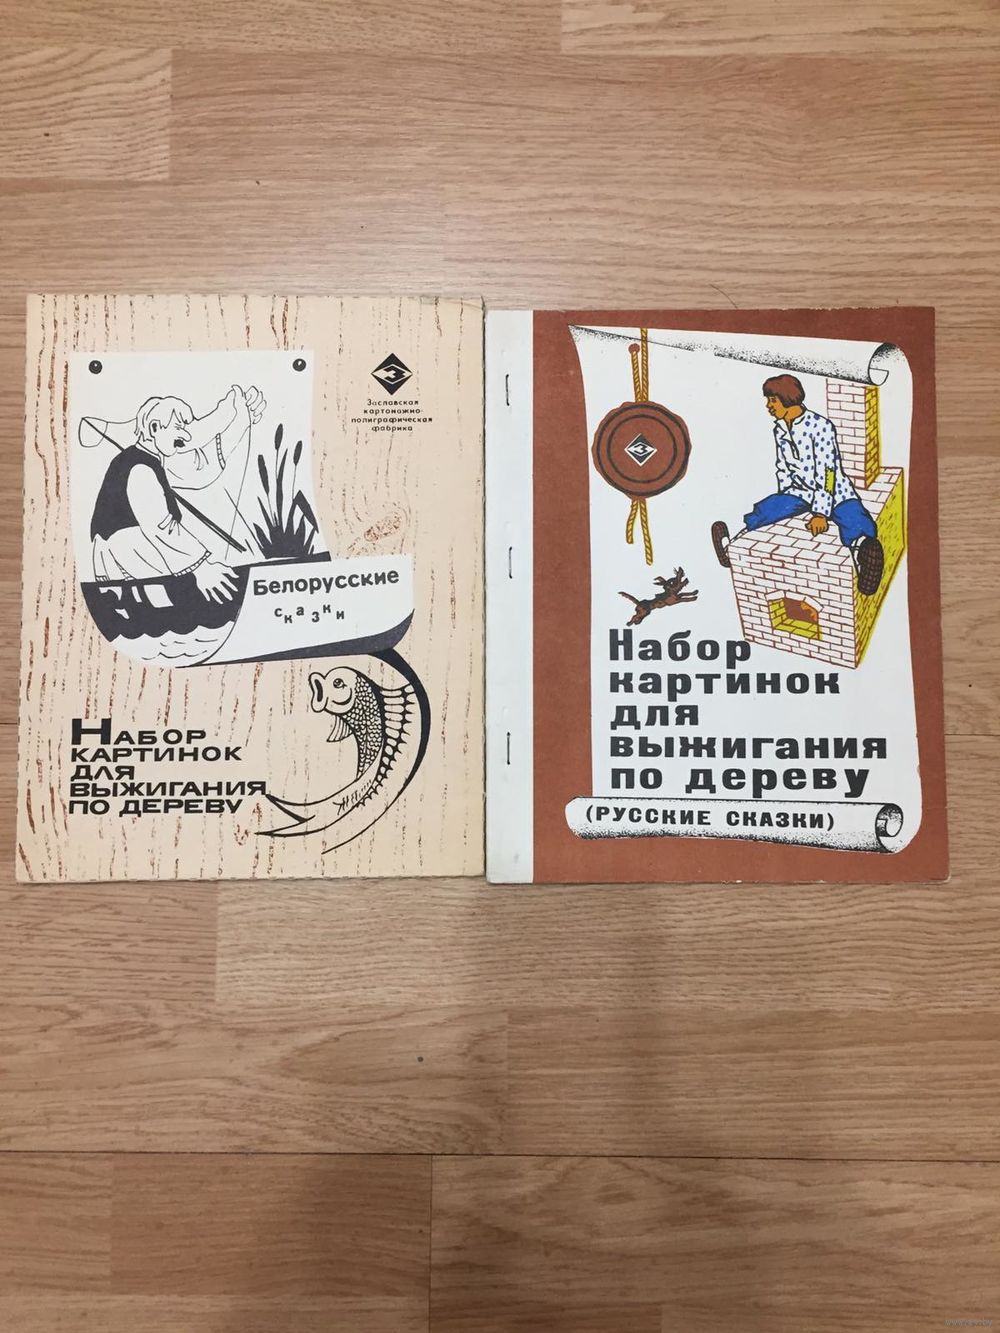 З
Заславская
картонажно-
полиграфическая
фабрика
Белорусские
сказки
НАБОР
КАРТИНОК
ДЛЯ
ВЫЖИГАНИЯ
ПО ДЕРЕВУ
З
Набор
картинок
для
выжигания
по дереву
(РУССКИЕ СКАЗКИ)